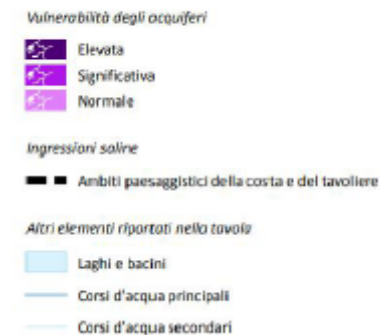 Vulnerabilità degli acquiferi
Elevata
Significativa
Normale
Ingressioni saline
Ambiti paesaggistici della costa e del tavoliere
Altri elementi riportati nella tavola
Laghi e bacini
Corsi d'acqua principali
Corsi d'acqua secondari